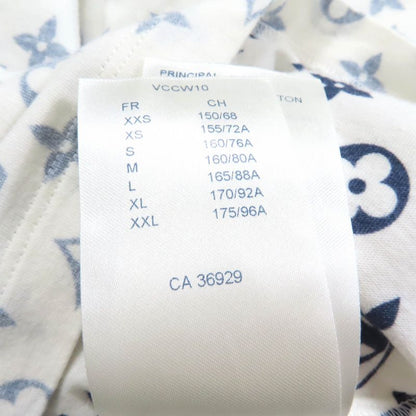 PRINCIPAL
VCCW10
TON
FR CH
XXS 150/68
XS 155/72A
S 160/76A
M 160/80A
L 165/88A
XL 170/92A
XXL 175/96A
CA 36929